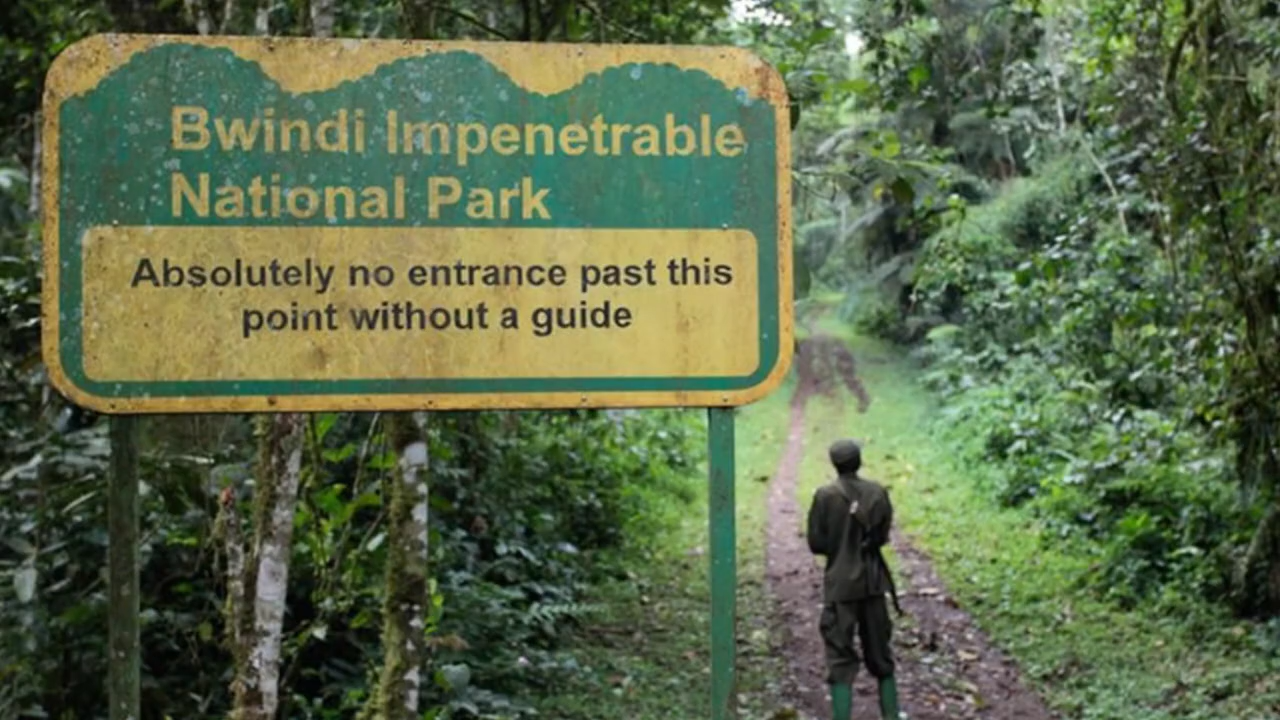 Bwindi Impenetrable
National Park
Absolutely no entrance past this
point without a guide